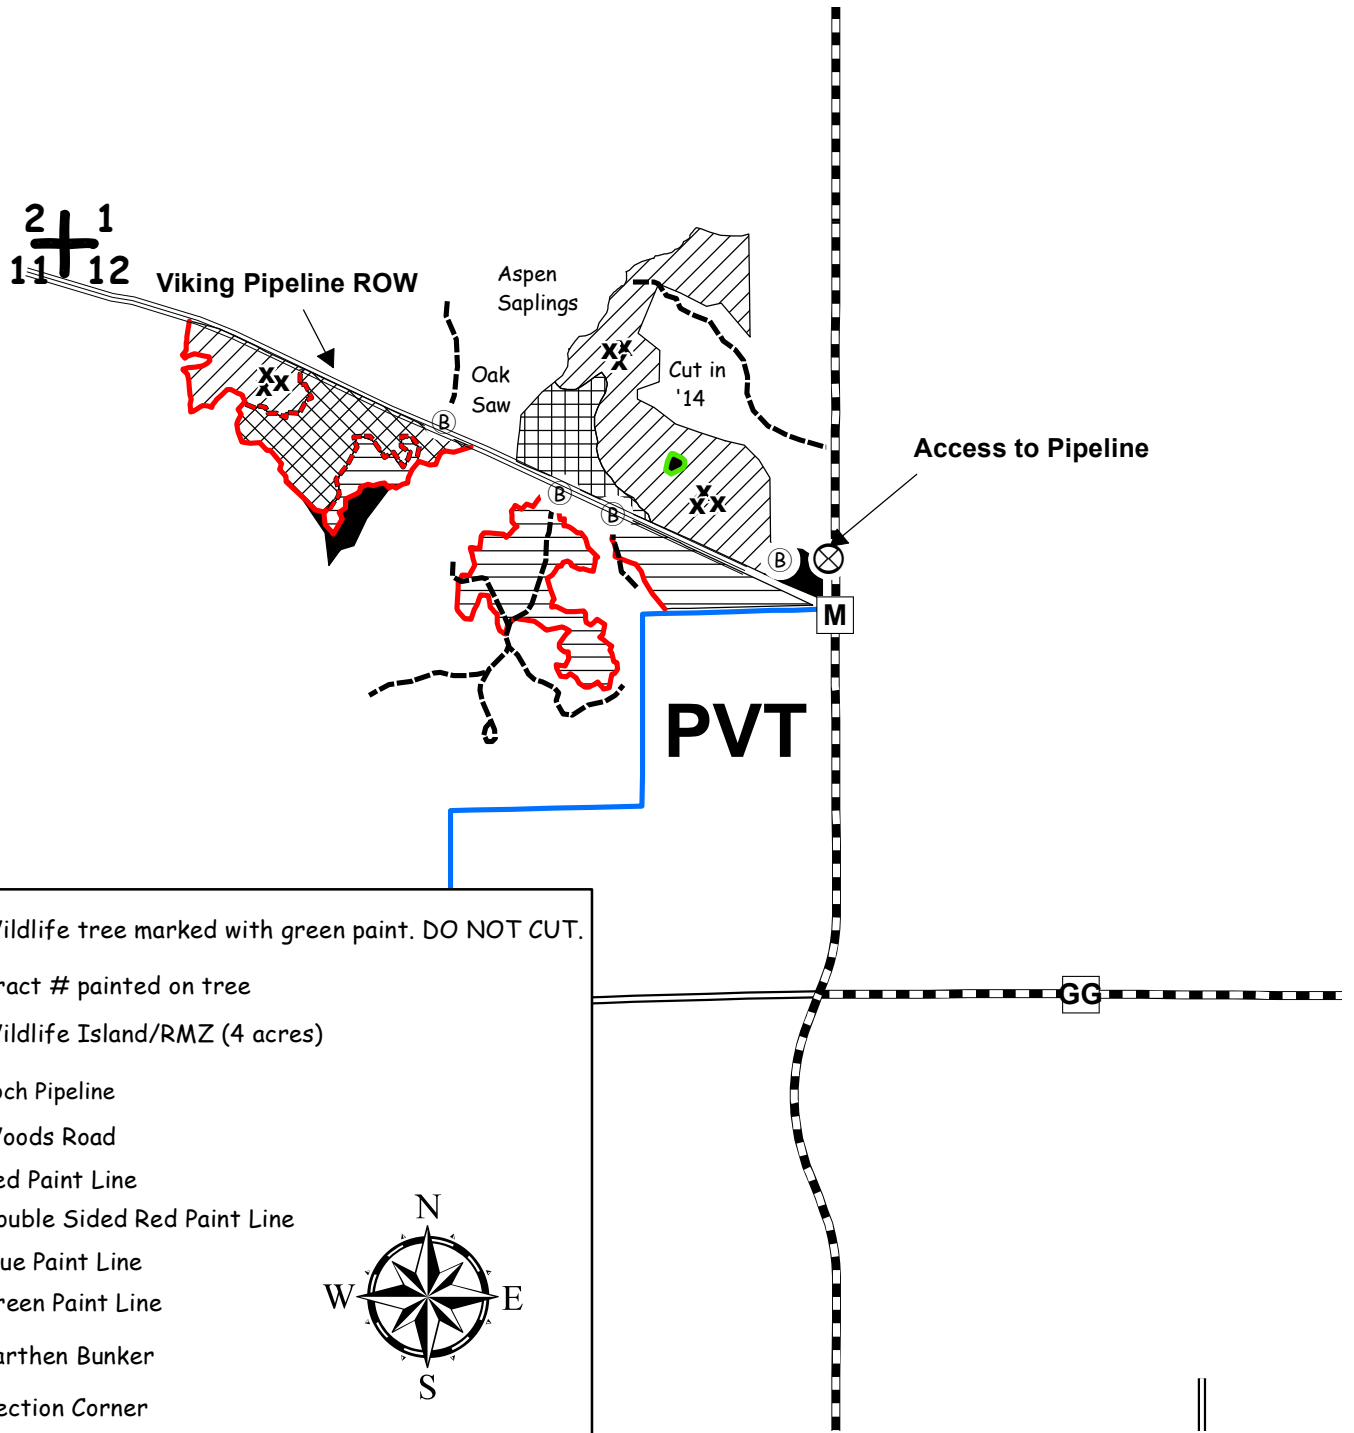 2 1
11 12
Viking Pipeline ROW
Aspen
Saplings
Oak
Saw
Cut in
'14
x x x
x x x
x x x
B
B
B
B
Access to Pipeline
M
PVT
GG
ildlife tree marked with green paint. DO NOT CUT.
ract # painted on tree
ildlife Island/RMZ (4 acres)
och Pipeline
oods Road
ed Paint Line
ouble Sided Red Paint Line
ue Paint Line
reen Paint Line
arthen Bunker
ection Corner
N
W E
S